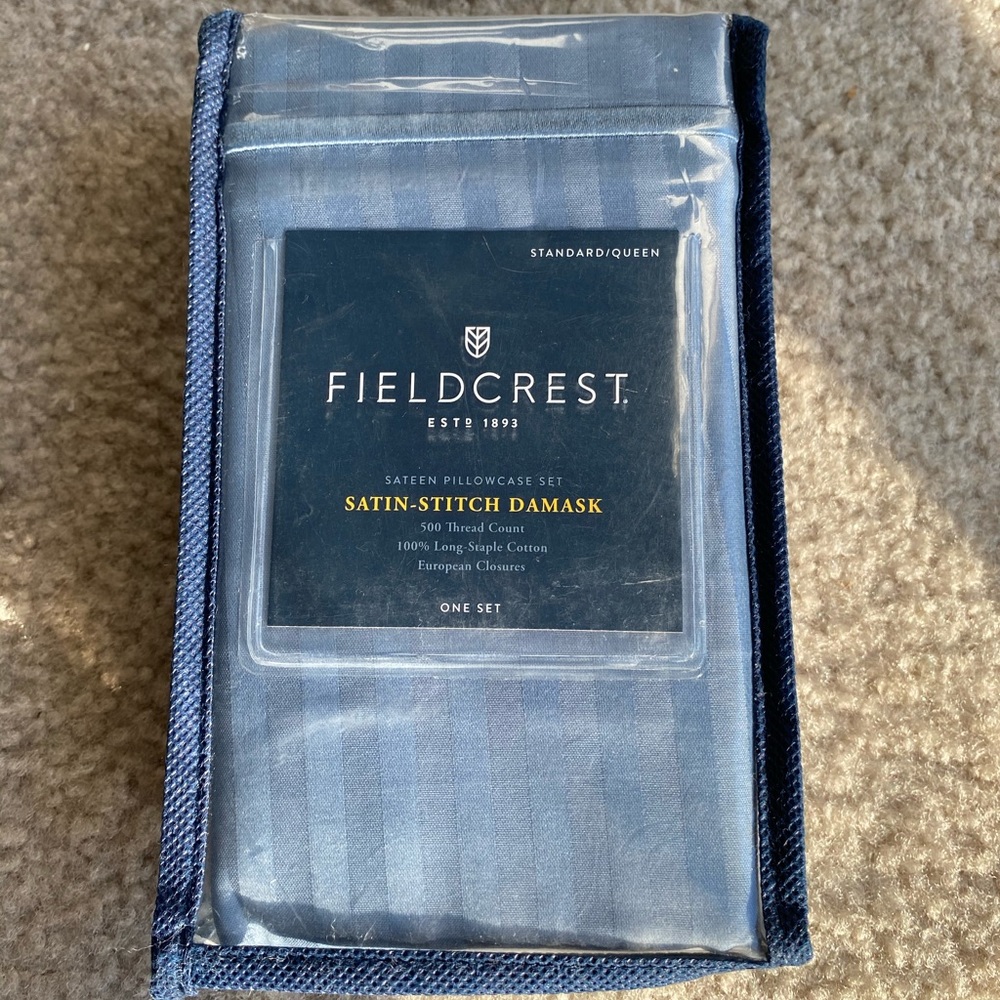 STANDARD/QUEEN
FIELDCREST.
ESTD 1893
SATEEN PILLOWCASE SET
SATIN-STITCH DAMASK
500 Thread Count
100% Long-Staple Cotton
European Closures
ONE SET